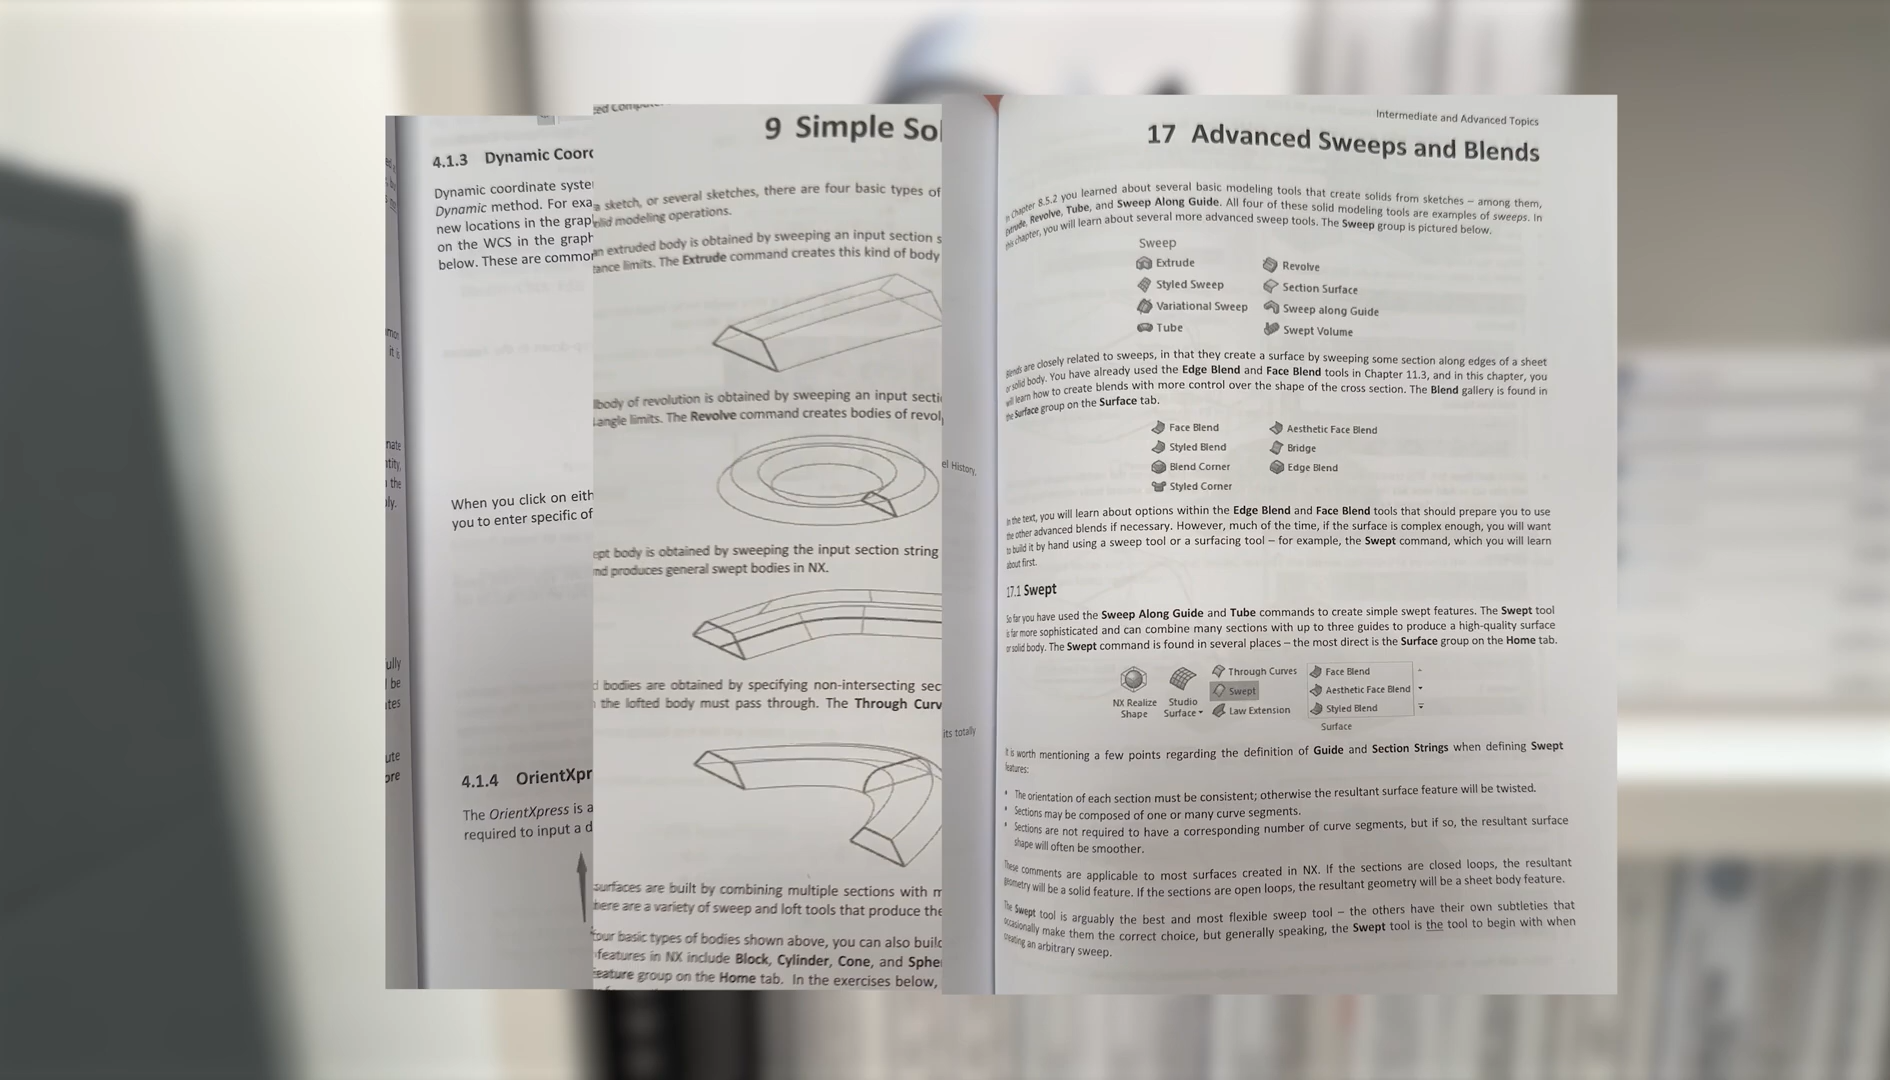 4.1.3 Dynamic Coord
Dynamic coordinate syste
Dynamic method. For exa
new locations in the grap
on the WCS in the graph
below. These are common
When you click on eith
you to enter specific of
4.1.4 OrientXpr
The OrientXpress is a
required to input a d
mor
it is
nate
ntity,
the
ly.
ully
be
tes
ute
ore
9 Simple So
a sketch, or several sketches, there are four basic types of
solid modeling operations.
an extruded body is obtained by sweeping an input section s
tance limits. The Extrude command creates this kind of body
body of revolution is obtained by sweeping an input secti
angle limits. The Revolve command creates bodies of revol
ept body is obtained by sweeping the input section string
nd produces general swept bodies in NX.
d bodies are obtained by specifying non-intersecting sec
the lofted body must pass through. The Through Curv
surfaces are built by combining multiple sections with m
here are a variety of sweep and loft tools that produce the
four basic types of bodies shown above, you can also build
features in NX include Block, Cylinder, Cone, and Sphe
eature group on the Home tab. In the exercises below,
el History,
its totally
Intermediate and Advanced Topics
17 Advanced Sweeps and Blends
In Chapter 8.5.2 you learned about several basic modeling tools that create solids from sketches – among them,
Extrude, Revolve, Tube, and Sweep Along Guide. All four of these solid modeling tools are examples of sweeps. In
this chapter, you will learn about several more advanced sweep tools. The Sweep group is pictured below.
Sweep
Extrude Revolve
Styled Sweep Section Surface
Variational Sweep Sweep along Guide
Tube Swept Volume
Blends are closely related to sweeps, in that they create a surface by sweeping some section along edges of a sheet
or solid body. You have already used the Edge Blend and Face Blend tools in Chapter 11.3, and in this chapter, you
will learn how to create blends with more control over the shape of the cross section. The Blend gallery is found in
the Surface group on the Surface tab.
Face Blend Aesthetic Face Blend
Styled Blend Bridge
Blend Corner Edge Blend
Styled Corner
In the text, you will learn about options within the Edge Blend and Face Blend tools that should prepare you to use
the other advanced blends if necessary. However, much of the time, if the surface is complex enough, you will want
to build it by hand using a sweep tool or a surfacing tool – for example, the Swept command, which you will learn
about first.
17.1 Swept
So far you have used the Sweep Along Guide and Tube commands to create simple swept features. The Swept tool
is far more sophisticated and can combine many sections with up to three guides to produce a high-quality surface
or solid body. The Swept command is found in several places – the most direct is the Surface group on the Home tab.
NX Realize Shape
Studio Surface
Through Curves
Swept
Law Extension
Face Blend
Aesthetic Face Blend
Styled Blend
Surface
It is worth mentioning a few points regarding the definition of Guide and Section Strings when defining Swept
features:
• The orientation of each section must be consistent; otherwise the resultant surface feature will be twisted.
• Sections may be composed of one or many curve segments.
• Sections are not required to have a corresponding number of curve segments, but if so, the resultant surface
shape will often be smoother.
These comments are applicable to most surfaces created in NX. If the sections are closed loops, the resultant
geometry will be a solid feature. If the sections are open loops, the resultant geometry will be a sheet body feature.
The Swept tool is arguably the best and most flexible sweep tool – the others have their own subtleties that
occasionally make them the correct choice, but generally speaking, the Swept tool is the tool to begin with when
creating an arbitrary sweep.